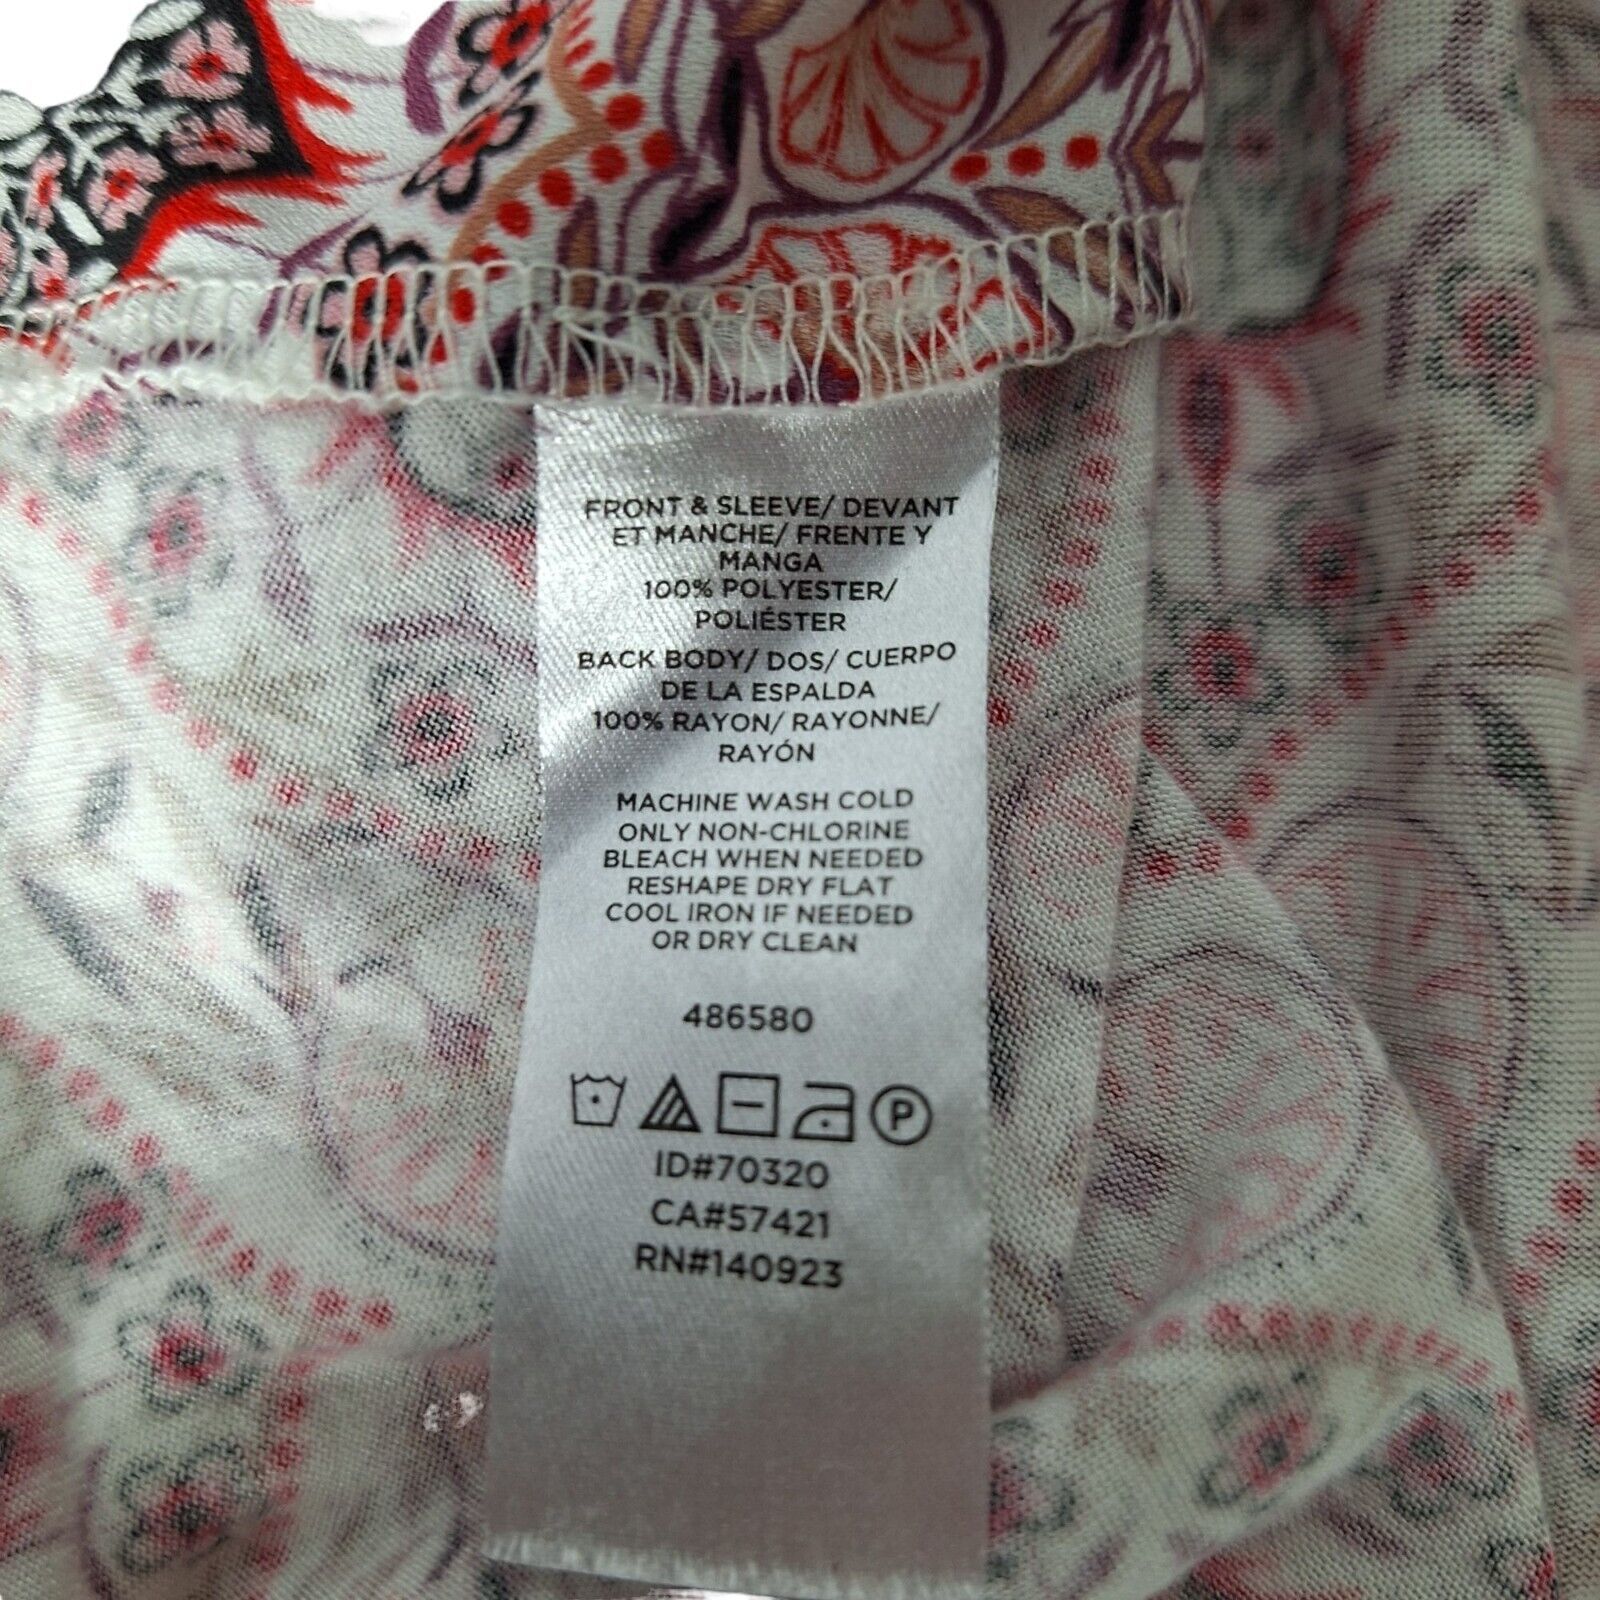 FRONT & SLEEVE/ DEVANT
ET MANCHE/ FRENTE Y
MANGA
100% POLYESTER/
POLIÉSTER
BACK BODY/ DOS/ CUERPO
DE LA ESPALDA
100% RAYON/ RAYONNE/
RAYÓN
MACHINE WASH COLD
ONLY NON-CHLORINE
BLEACH WHEN NEEDED
RESHAPE DRY FLAT
COOL IRON IF NEEDED
OR DRY CLEAN
486580
P
ID#70320
CA#57421
RN#140923